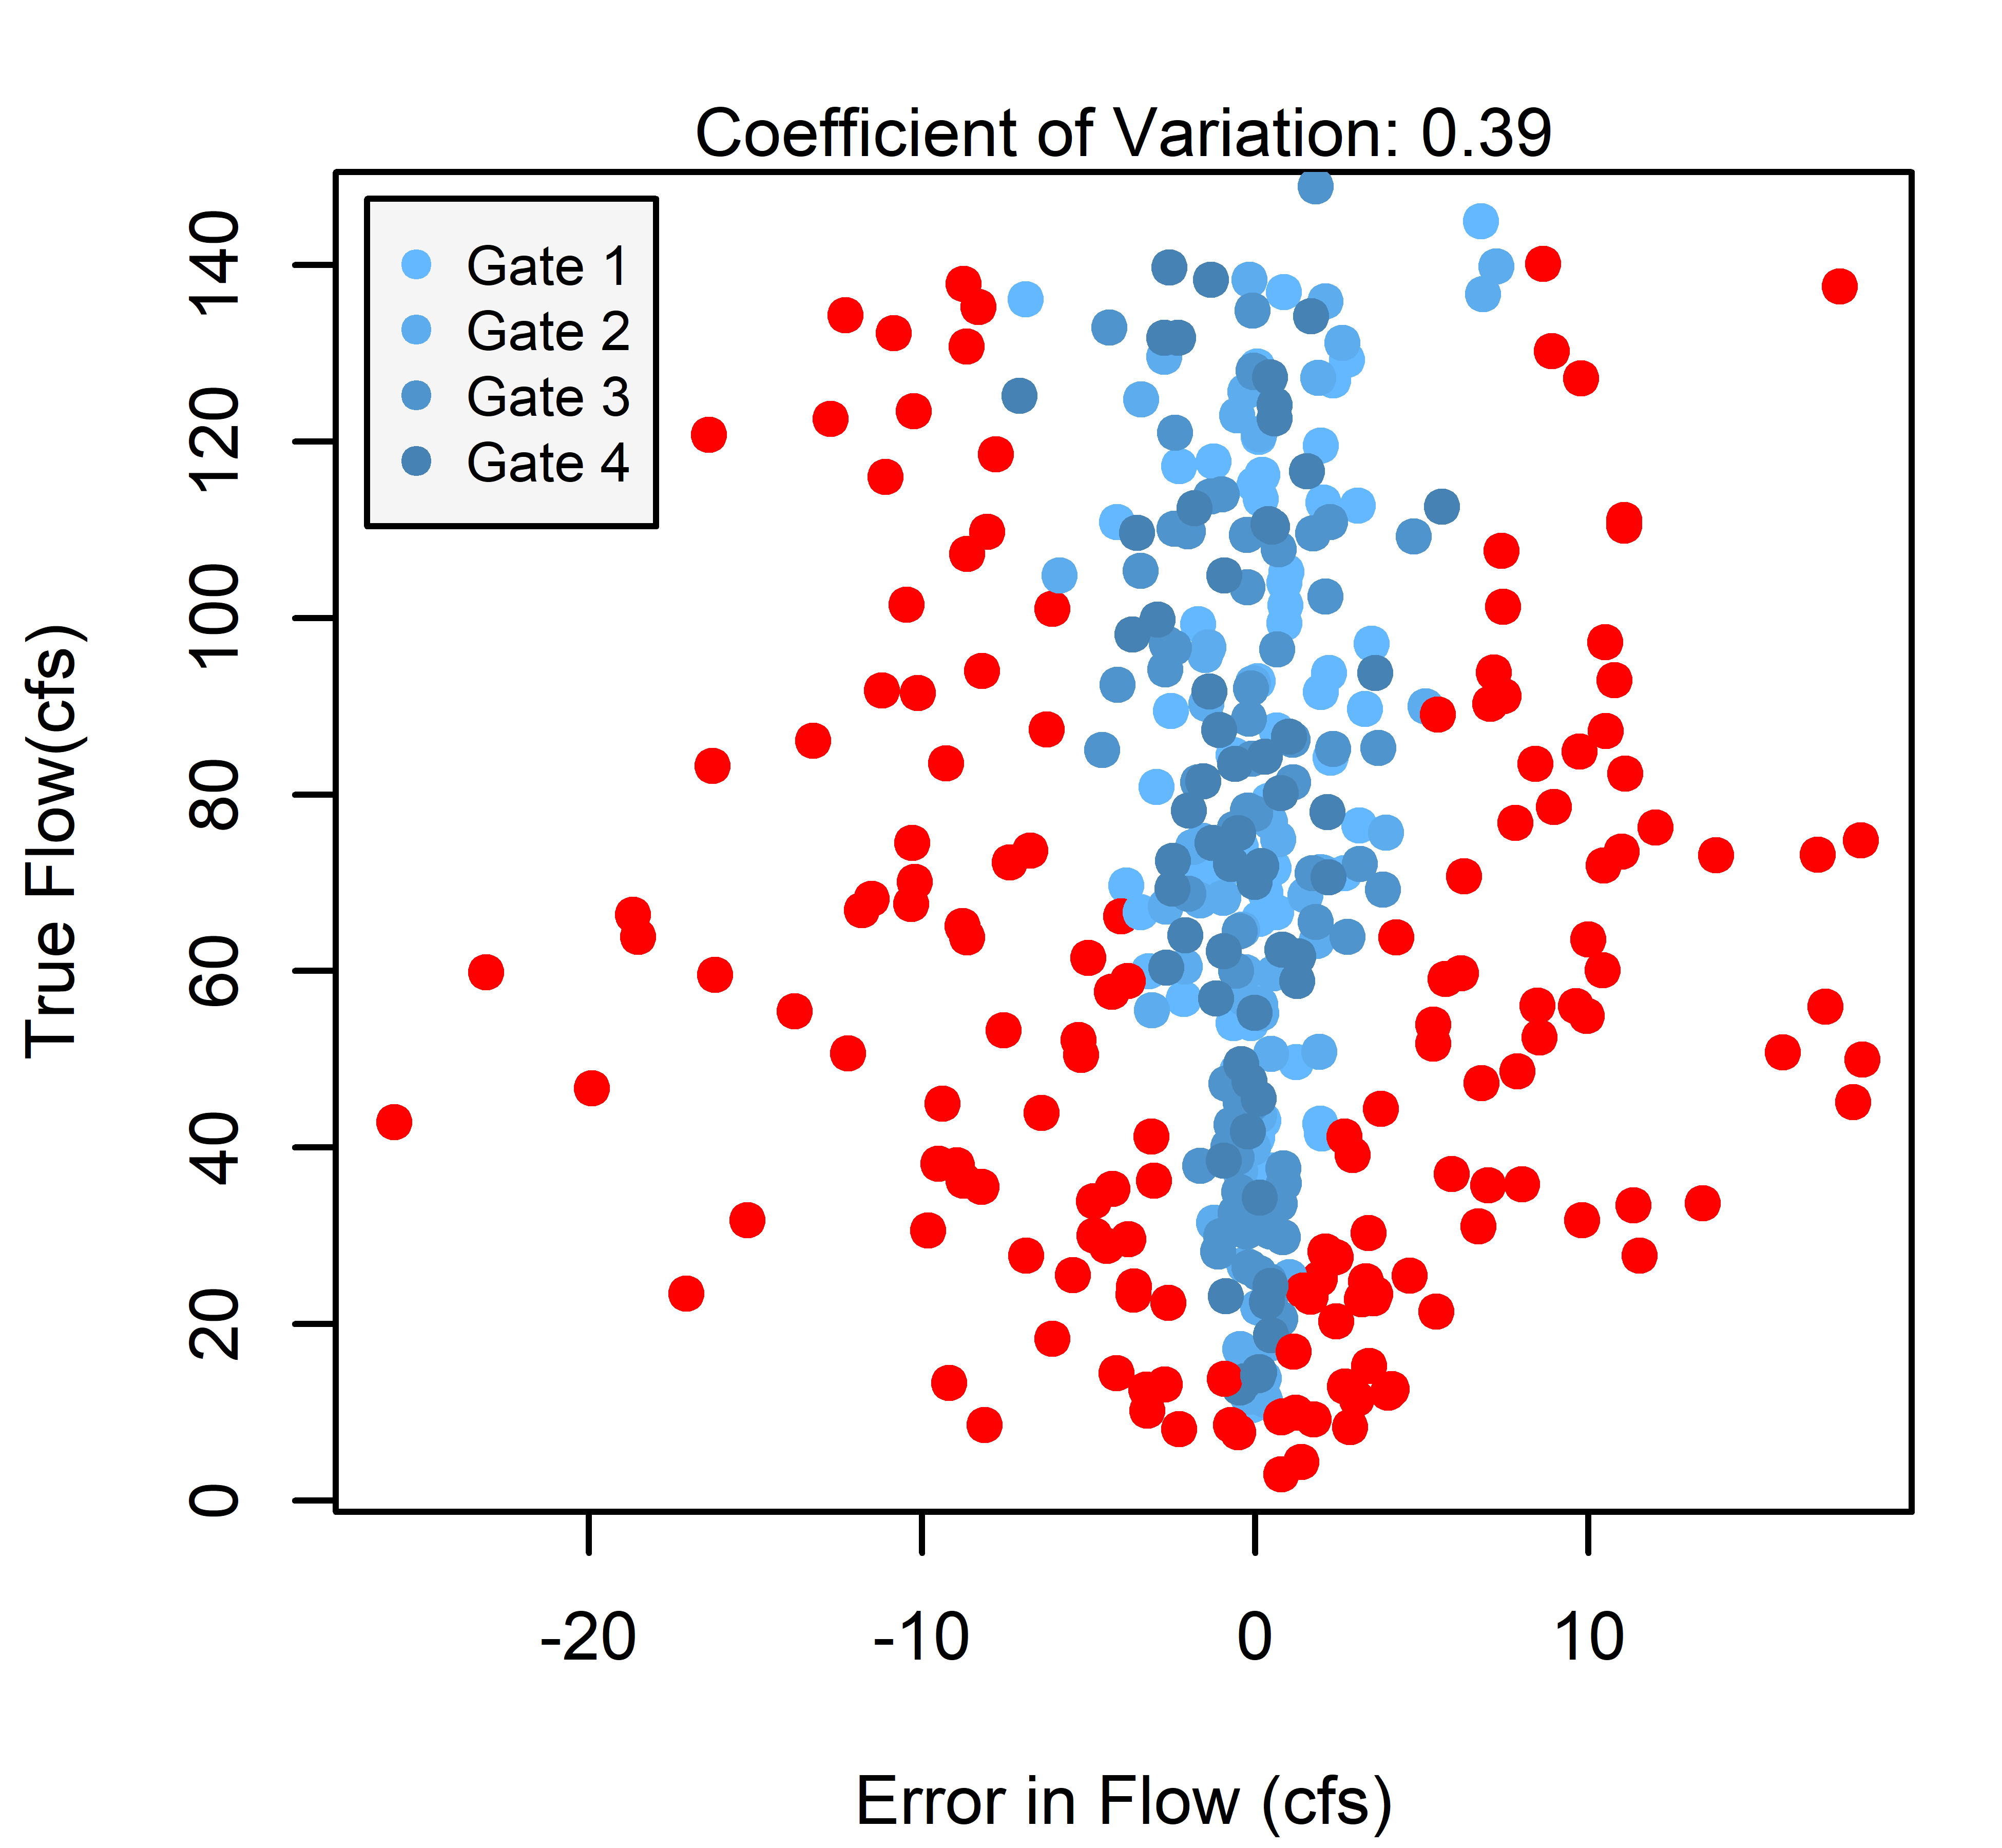 Coefficient of Variation: 0.39
Gate 1
Gate 2
Gate 3
Gate 4
True Flow(cfs)
140
120
100
80
60
40
20
0
-20 -10 0 10
Error in Flow (cfs)